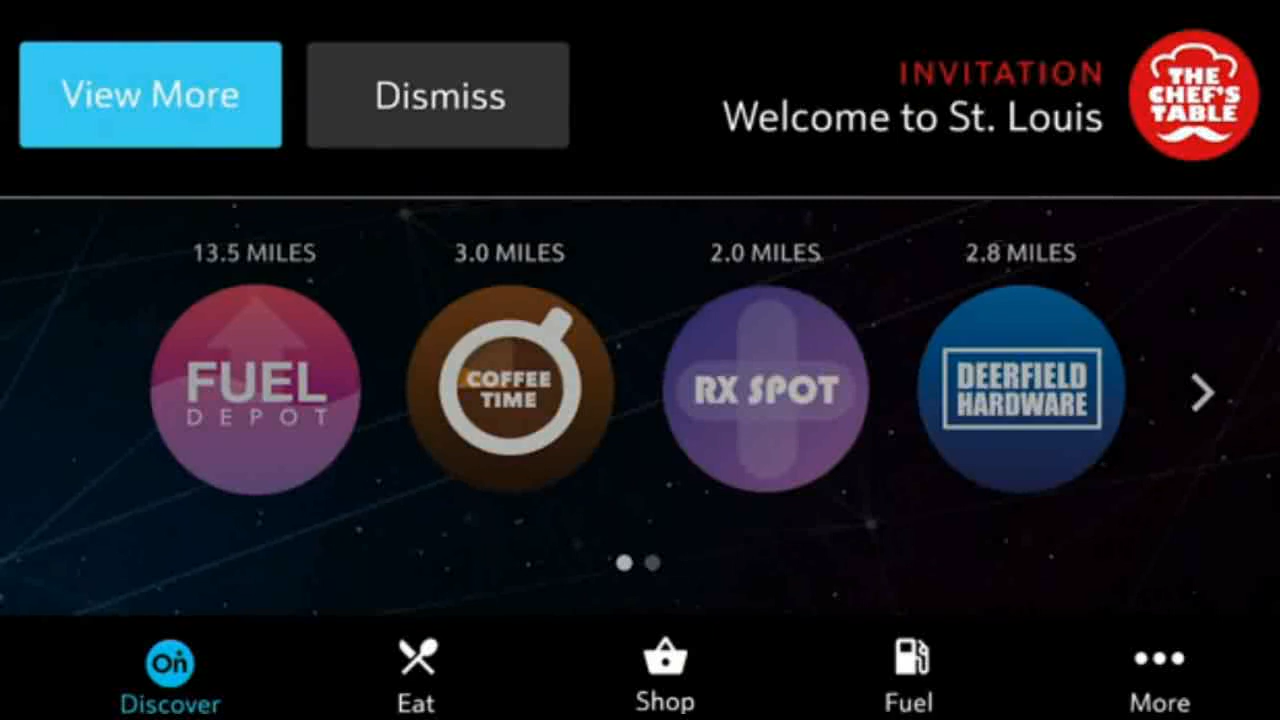 View More
Dismiss
INVITATION
Welcome to St. Louis
THE
CHEF'S
TABLE
13.5 MILES
3.0 MILES
2.0 MILES
2.8 MILES
FUEL
DEPOT
COFFEE
TIME
RX SPOT
DEERFIELD
HARDWARE
On
Discover
Eat
Shop
Fuel
More